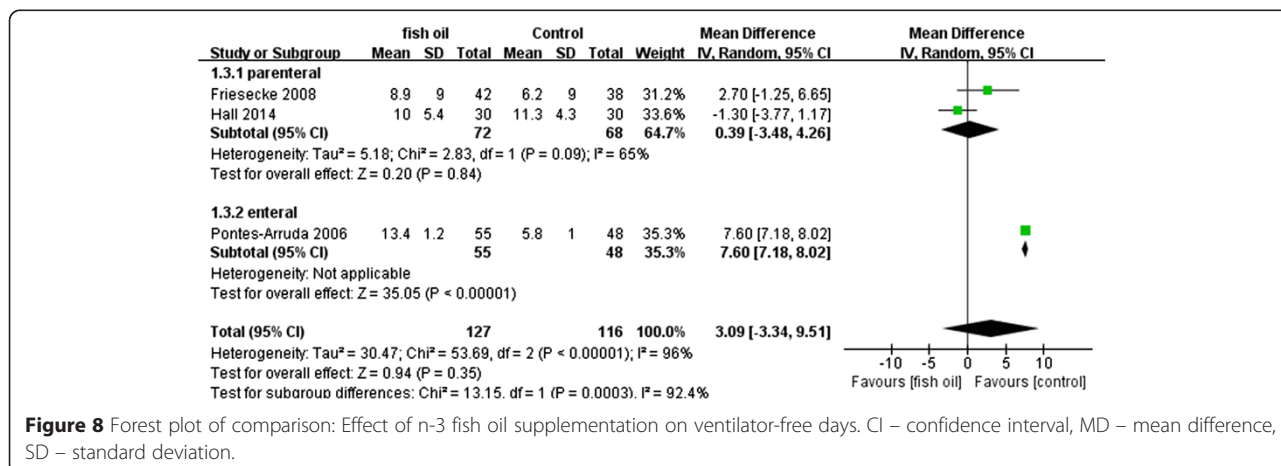 fish oil Control Mean Difference Mean Difference
Study or Subgroup Mean SD Total Mean SD Total Weight IV, Random, 95% CI IV, Random, 95% CI
1.3.1 parenteral
Friesecke 2008 8.9 9 42 6.2 9 38 31.2% 2.70 [-1.25, 6.65]
Hall 2014 10 5.4 30 11.3 4.3 30 33.6% -1.30 [-3.77, 1.17]
Subtotal (95% CI) 72 68 64.7% 0.39 [-3.48, 4.26]
Heterogeneity: Tau² = 5.18; Chi² = 2.83, df = 1 (P = 0.09); I² = 65%
Test for overall effect: Z = 0.20 (P = 0.84)
1.3.2 enteral
Pontes-Arruda 2006 13.4 1.2 55 5.8 1 48 35.3% 7.60 [7.18, 8.02]
Subtotal (95% CI) 55 48 35.3% 7.60 [7.18, 8.02]
Heterogeneity: Not applicable
Test for overall effect: Z = 35.05 (P < 0.00001)
Total (95% CI) 127 116 100.0% 3.09 [-3.34, 9.51]
Heterogeneity: Tau² = 30.47; Chi² = 53.69, df = 2 (P < 0.00001); I² = 96%
Test for overall effect: Z = 0.94 (P = 0.35)
Test for subgroup differences: Chi² = 13.15. df = 1 (P = 0.0003). I² = 92.4%
-10 -5 0 5 10
Favours [fish oil] Favours [control]
Figure 8 Forest plot of comparison: Effect of n-3 fish oil supplementation on ventilator-free days. CI – confidence interval, MD – mean difference,
SD – standard deviation.